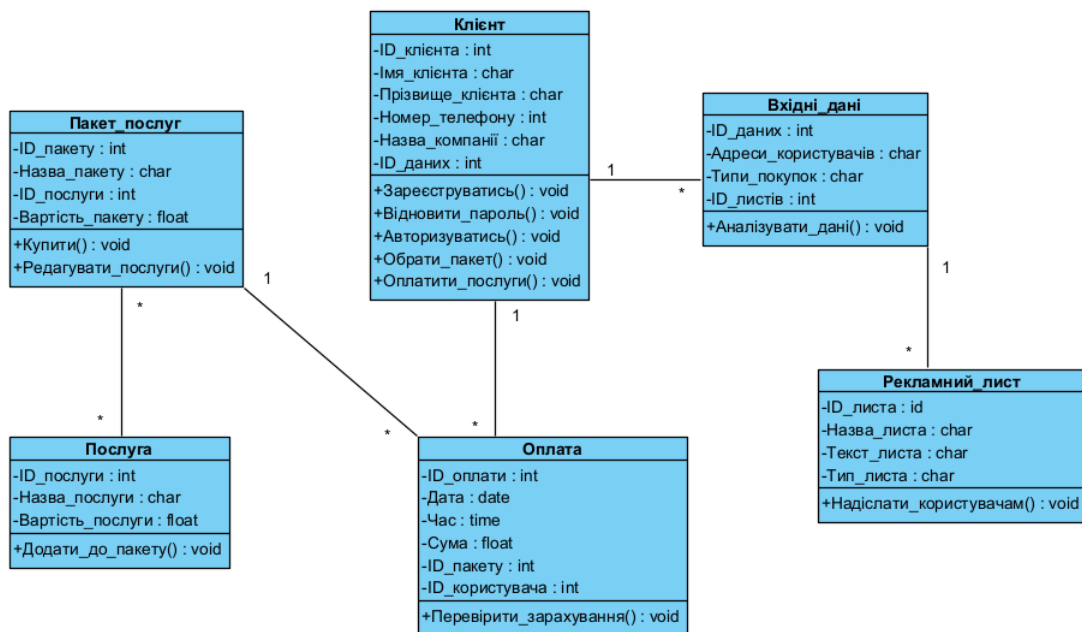 Клієнт
-ID_клієнта : int
-Імя_клієнта : char
-Прізвище_клієнта : char
-Номер_телефону : int
-Назва_компанії : char
-ID_даних : int
+Зареєструватись() : void
+Відновити_пароль() : void
+Авторизуватись() : void
+Обрати_пакет() : void
+Оплатити_послуги() : void
Вхідні_дані
-ID_даних : int
-Адреси_користувачів : char
-Типи_покупок : char
-ID_листів : int
+Аналізувати_дані() : void
Пакет_послуг
-ID_пакету : int
-Назва_пакету : char
-ID_послуги : int
-Вартість_пакету : float
+Купити() : void
+Редагувати_послуги() : void
1
*
1
*
1
*
1
*
*
*
Рекламний_лист
-ID_листа : id
-Назва_листа : char
-Текст_листа : char
-Тип_листа : char
+Надіслати_користувачам() : void
Послуга
-ID_послуги : int
-Назва_послуги : char
-Вартість_послуги : float
+Додати_до_пакету() : void
Оплата
-ID_оплати : int
-Дата : date
-Час : time
-Сума : float
-ID_пакету : int
-ID_користувача : int
+Перевірити_зарахування() : void